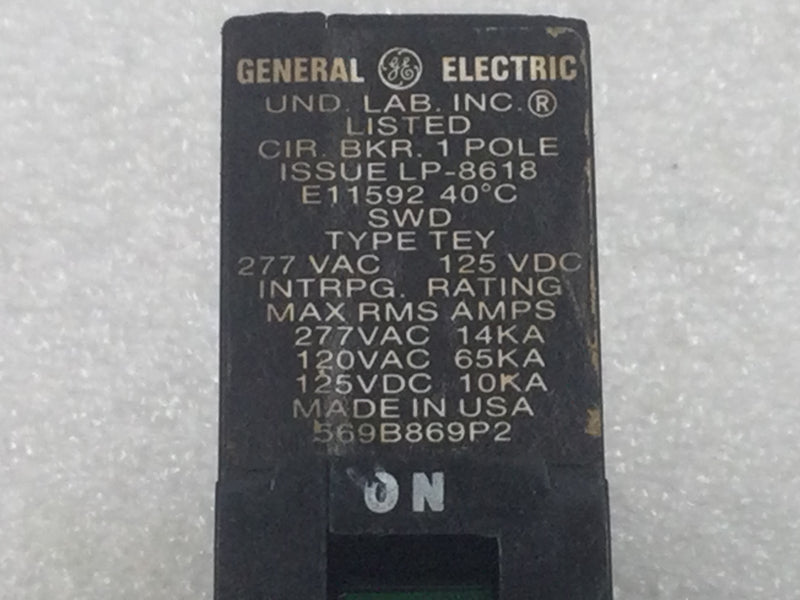 GENERAL GE ELECTRIC
UND. LAB. INC.®
LISTED
CIR. BKR. 1 POLE
ISSUE LP-8618
E11592 40°C
SWD
TYPE TEY
277 VAC 125 VDC
INTRPG. RATING
MAX RMS AMPS
277VAC 14KA
120VAC 65KA
125VDC 10KA
MADE IN USA
569B869P2
ON